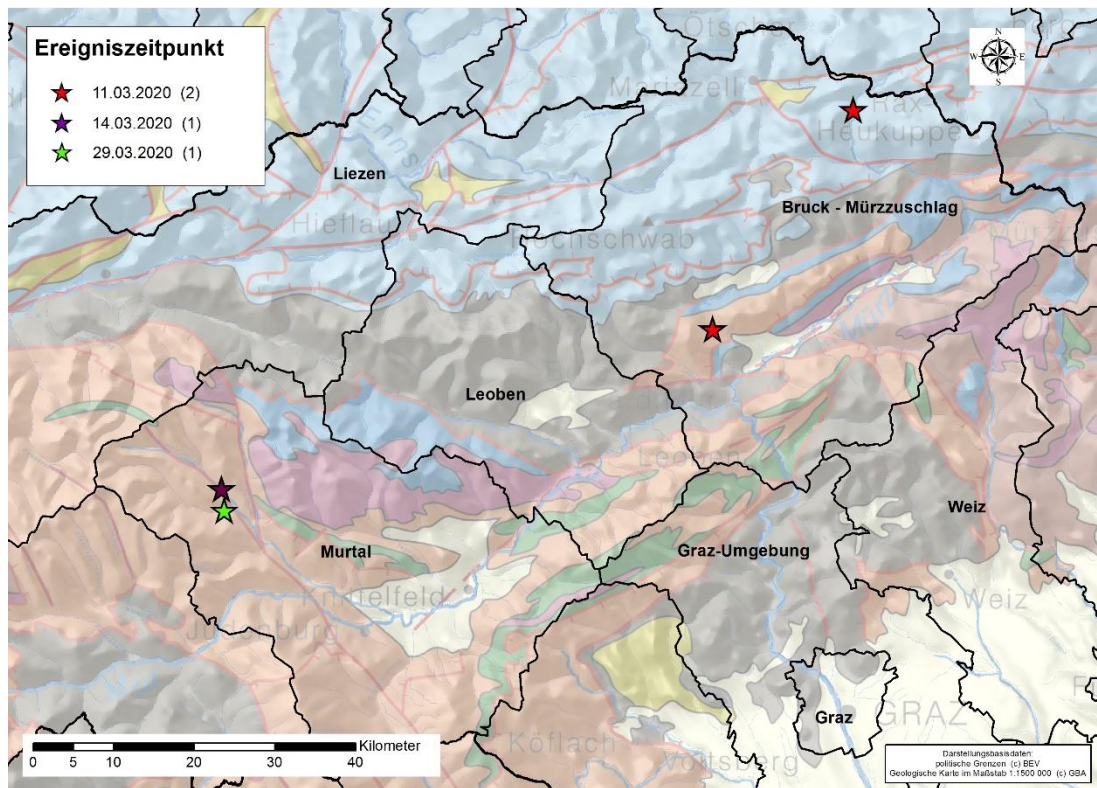 Ereigniszeitpunkt
11.03.2020 (2)
14.03.2020 (1)
29.03.2020 (1)
N
W E
S
Ötscher
Mariazell
Rax
Heukuppe
Enns
Liezen
Hieflau
Hochschwab
Bruck - Mürzzuschlag
Mürz
Leoben
Leoben
Weiz
Murtal
Graz-Umgebung
Knittelfeld
Judenburg
Weiz
Graz
GRAZ
Köflach
Voitsberg
Kilometer
0 5 10 20 30 40
Darstellungsbasisdaten:
politische Grenzen (c) BEV
Geologische Karte im Maßstab 1:1500 000 (c) GBA